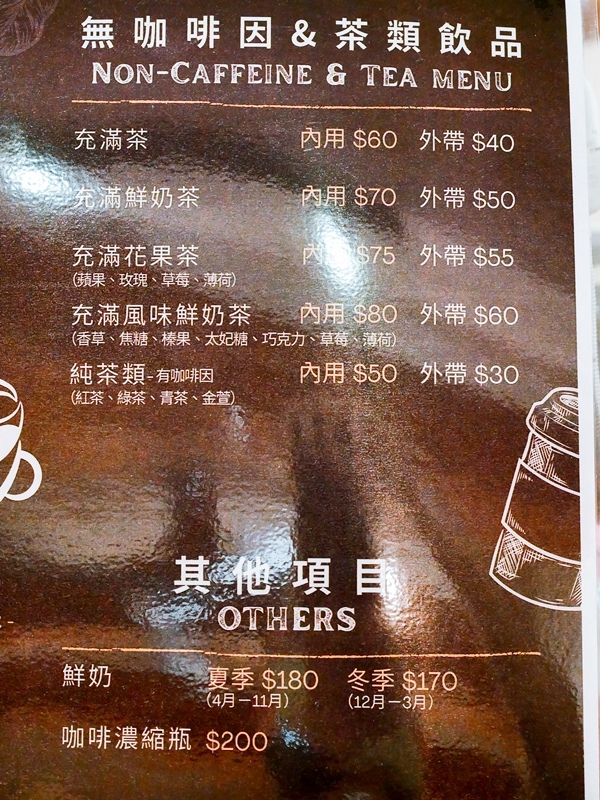 無咖啡因&茶類飲品
NON-CAFFEINE & TEA MENU
充滿茶 內用 $60 外帶 $40
充滿鮮奶茶 內用 $70 外帶 $50
充滿花果茶 內用 $75 外帶 $55
(蘋果、玫瑰、草莓、薄荷)
充滿風味鮮奶茶 內用 $80 外帶 $60
(香草、焦糖、榛果、太妃糖、巧克力、草莓、薄荷)
純茶類-有咖啡因 內用 $50 外帶 $30
(紅茶、綠茶、青茶、金萱)
其他項目
OTHERS
鮮奶 夏季 $180 冬季 $170
(4月－11月) (12月－3月)
咖啡濃縮瓶 $200